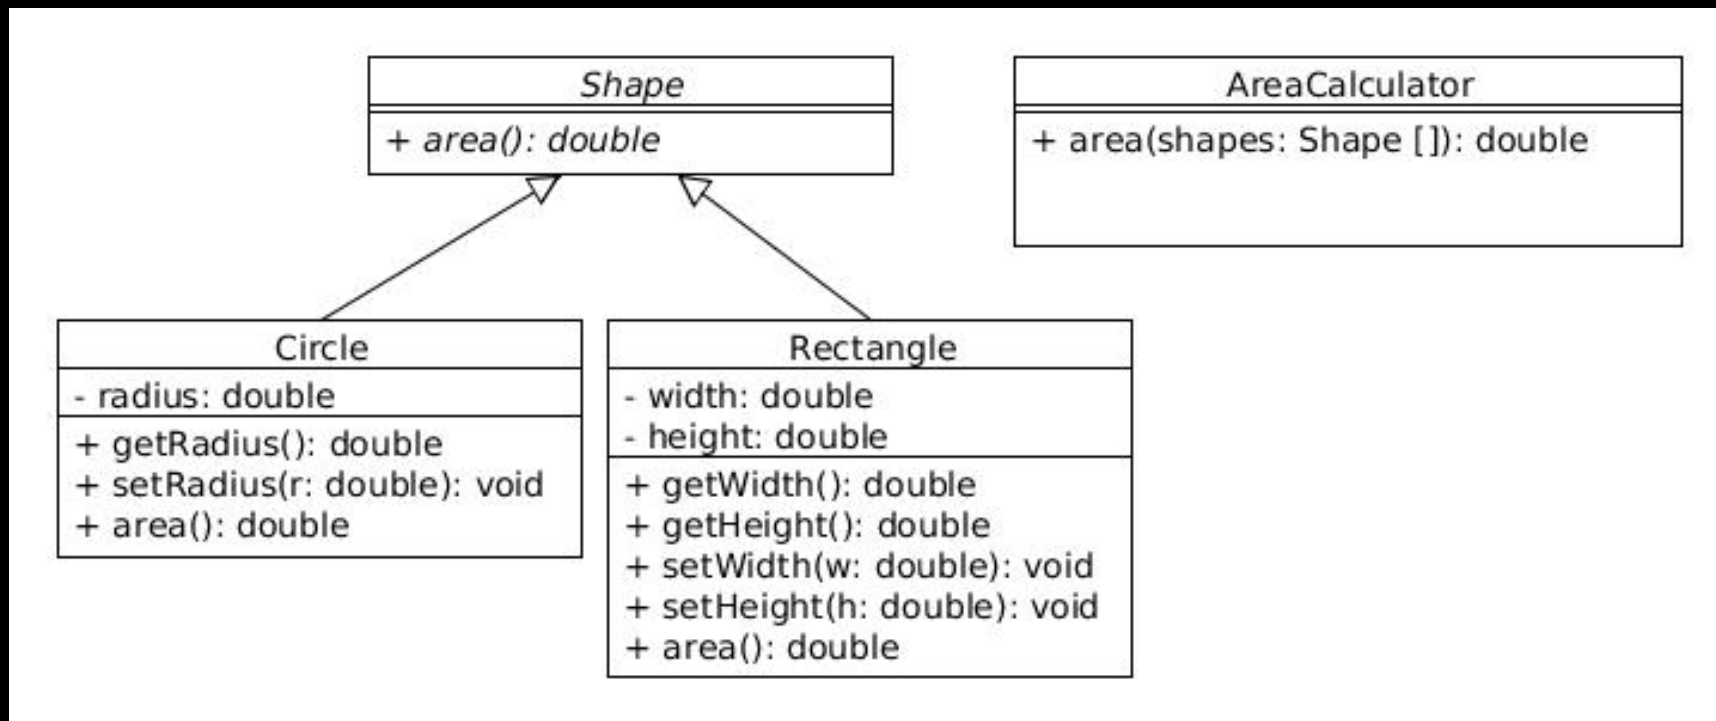 Shape
+ area(): double
AreaCalculator
+ area(shapes: Shape []): double
Circle
- radius: double
+ getRadius(): double
+ setRadius(r: double): void
+ area(): double
Rectangle
- width: double
- height: double
+ getWidth(): double
+ getHeight(): double
+ setWidth(w: double): void
+ setHeight(h: double): void
+ area(): double